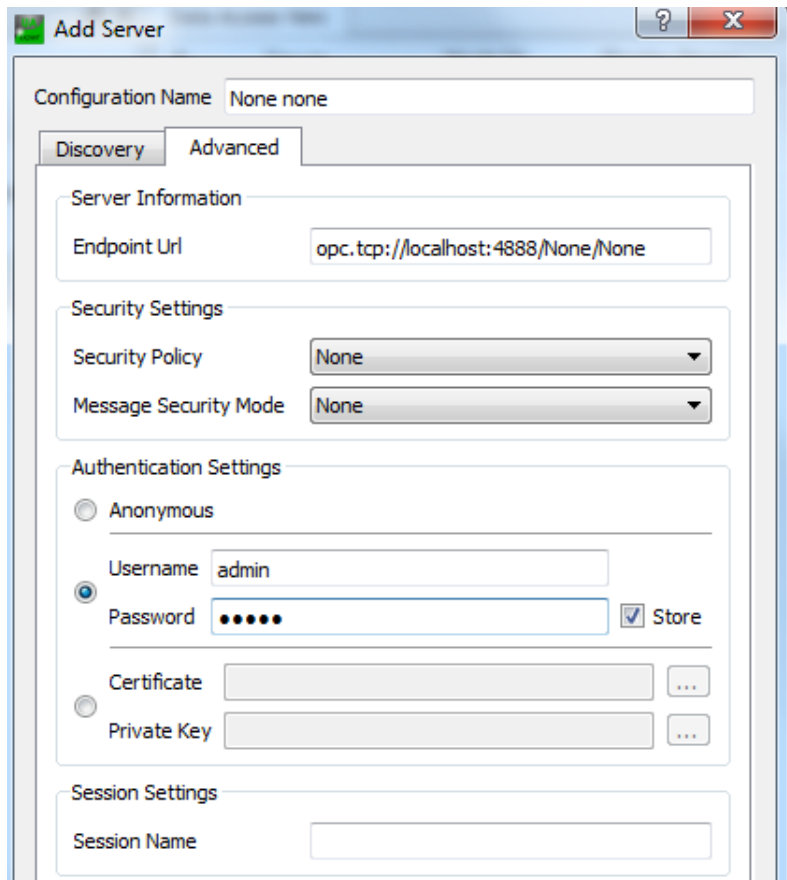 Add Server
Configuration Name None none
Discovery Advanced
Server Information
Endpoint Url opc.tcp://localhost:4888/None/None
Security Settings
Security Policy None
Message Security Mode None
Authentication Settings
Anonymous
Username admin
Password ●●●●● Store
Certificate ...
Private Key ...
Session Settings
Session Name